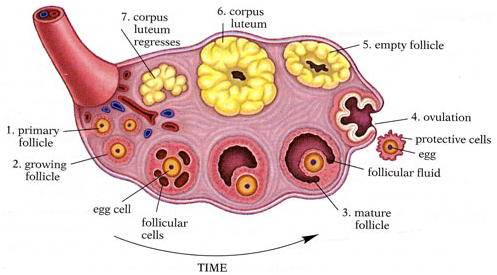 7. corpus
luteum
regresses
6. corpus
luteum
5. empty follicle
4. ovulation
protective cells
egg
follicular fluid
3. mature
follicle
1. primary
follicle
2. growing
follicle
egg cell
follicular
cells
TIME